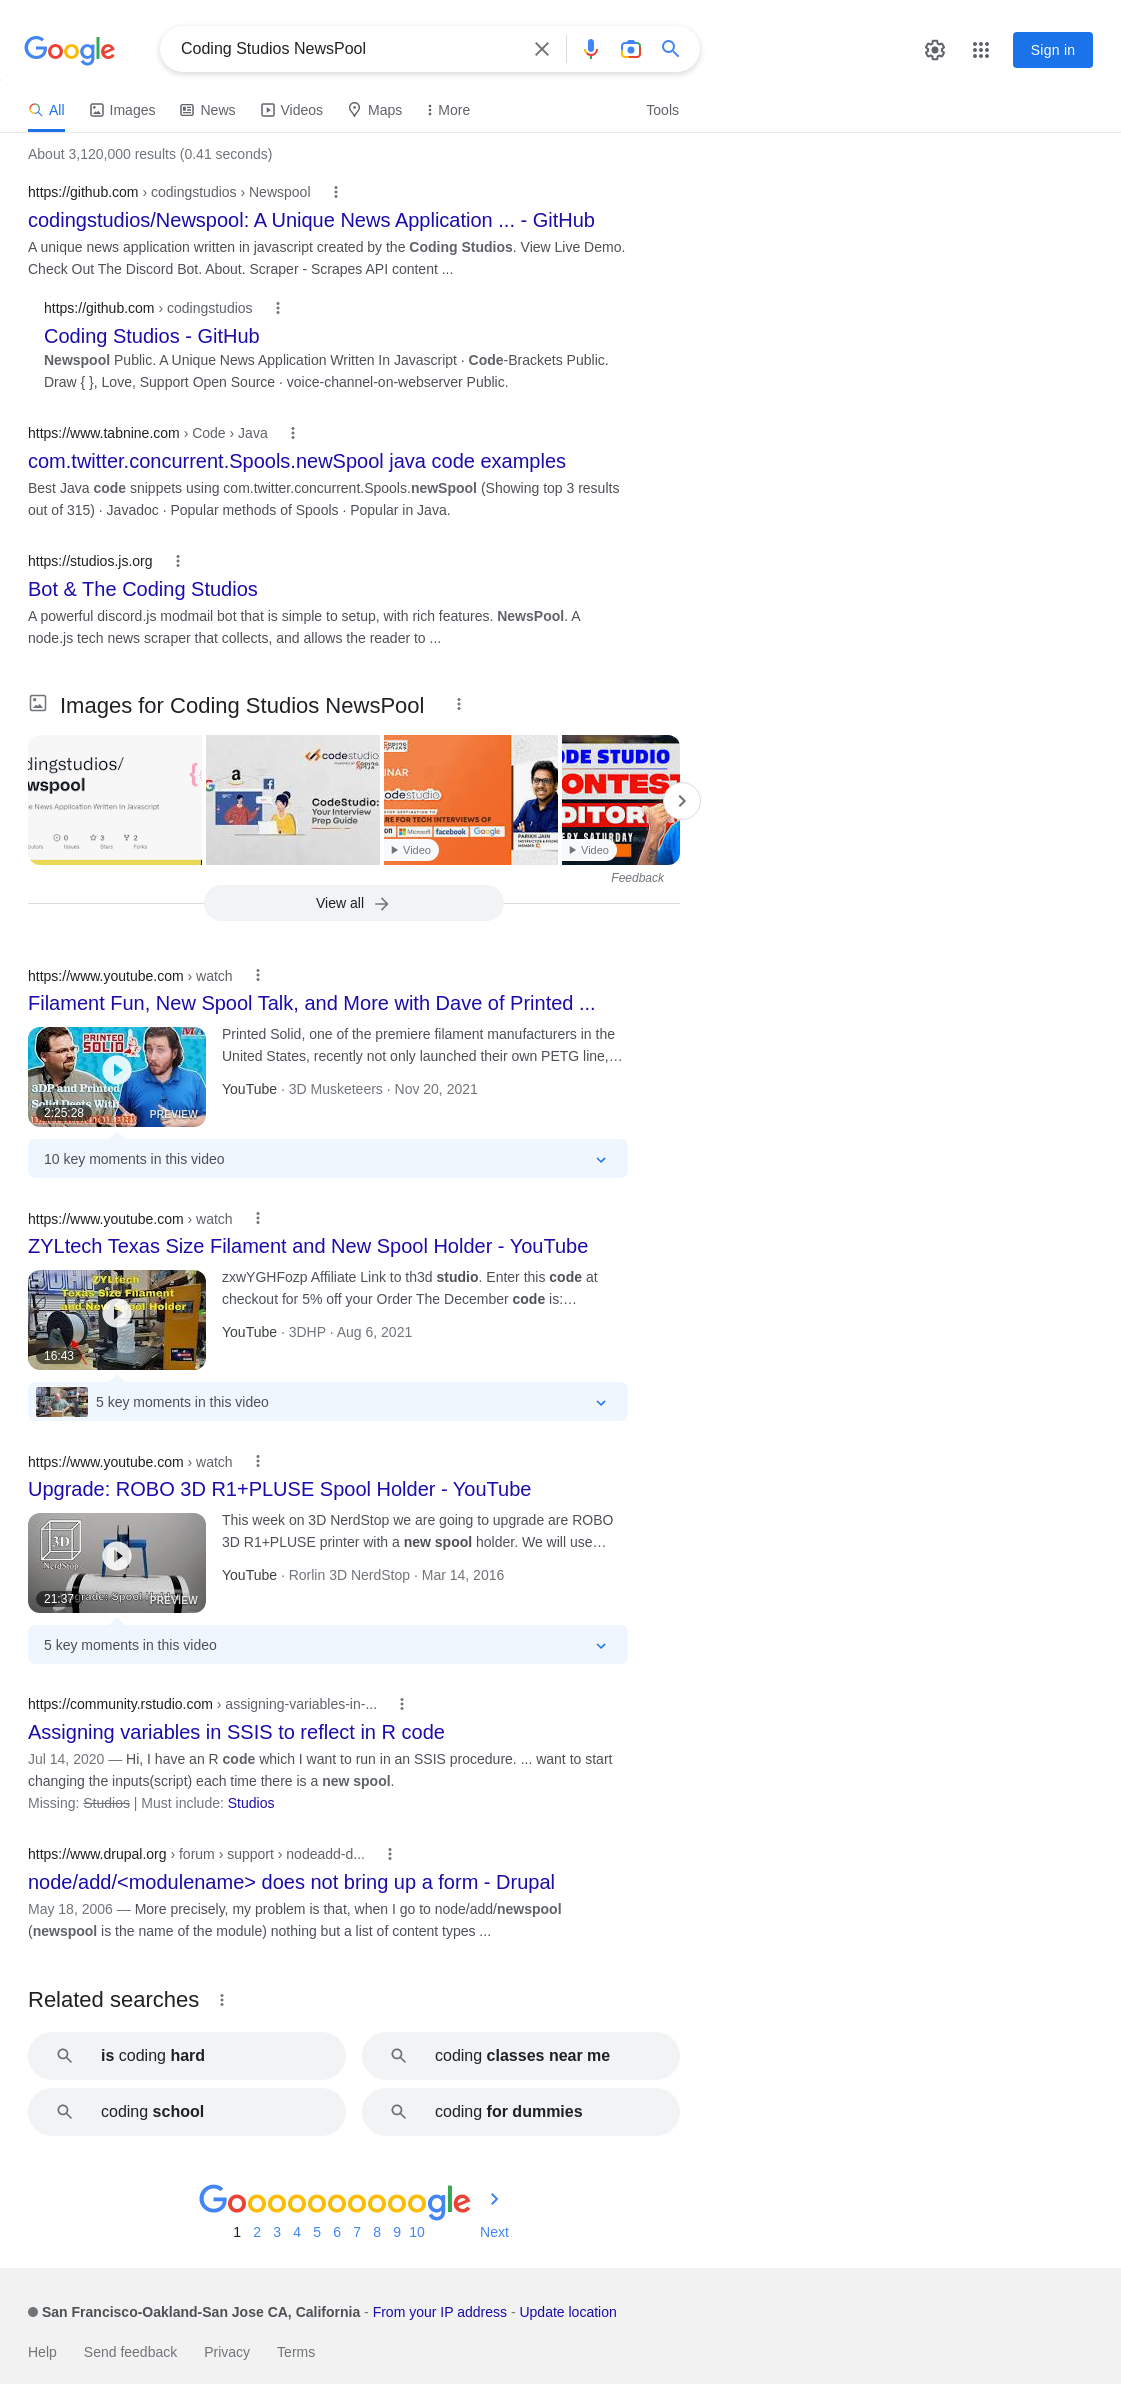 Google
Coding Studios NewsPool
Sign in
All
Images
News
Videos
Maps
More
Tools
About 3,120,000 results (0.41 seconds)
https://github.com › codingstudios › Newspool
codingstudios/Newspool: A Unique News Application ... - GitHub
A unique news application written in javascript created by the Coding Studios. View Live Demo.
Check Out The Discord Bot. About. Scraper - Scrapes API content ...
https://github.com › codingstudios
Coding Studios - GitHub
Newspool Public. A Unique News Application Written In Javascript · Code-Brackets Public.
Draw { }, Love, Support Open Source · voice-channel-on-webserver Public.
https://www.tabnine.com › Code › Java
com.twitter.concurrent.Spools.newSpool java code examples
Best Java code snippets using com.twitter.concurrent.Spools.newSpool (Showing top 3 results
out of 315) · Javadoc · Popular methods of Spools · Popular in Java.
https://studios.js.org
Bot & The Coding Studios
A powerful discord.js modmail bot that is simple to setup, with rich features. NewsPool. A
node.js tech news scraper that collects, and allows the reader to ...
Images for Coding Studios NewsPool
dingstudios/
wspool
e News Application Written In Javascript
0
3
2
Issues
Stars
Forks
codestudio
CodeStudio:
Your Interview
Prep Guide
INAR
codestudio
RE FOR TECH INTERVIEWS OF
Microsoft
facebook
Google
PARIKH JAIN
Video
ODE STUDIO
ONTEST
DITOR
ERY SATURDAY
Video
Feedback
View all
https://www.youtube.com › watch
Filament Fun, New Spool Talk, and More with Dave of Printed ...
PRINTED
SOLID
3DP and Printed
Solid Deets With
2:25:28
PREVIEW
Printed Solid, one of the premiere filament manufacturers in the
United States, recently not only launched their own PETG line,…
YouTube · 3D Musketeers · Nov 20, 2021
10 key moments in this video
https://www.youtube.com › watch
ZYLtech Texas Size Filament and New Spool Holder - YouTube
ZYLtech
Texas Size Filament
and New Spool Holder
16:43
zxwYGHFozp Affiliate Link to th3d studio. Enter this code at
checkout for 5% off your Order The December code is:…
YouTube · 3DHP · Aug 6, 2021
5 key moments in this video
https://www.youtube.com › watch
Upgrade: ROBO 3D R1+PLUSE Spool Holder - YouTube
3D
NerdStop
21:37
grade: Spool Holder
PREVIEW
This week on 3D NerdStop we are going to upgrade are ROBO
3D R1+PLUSE printer with a new spool holder. We will use…
YouTube · Rorlin 3D NerdStop · Mar 14, 2016
5 key moments in this video
https://community.rstudio.com › assigning-variables-in-...
Assigning variables in SSIS to reflect in R code
Jul 14, 2020 — Hi, I have an R code which I want to run in an SSIS procedure. ... want to start
changing the inputs(script) each time there is a new spool.
Missing: Studios | Must include: Studios
https://www.drupal.org › forum › support › nodeadd-d...
node/add/<modulename> does not bring up a form - Drupal
May 18, 2006 — More precisely, my problem is that, when I go to node/add/newspool
(newspool is the name of the module) nothing but a list of content types ...
Related searches
is coding hard
coding classes near me
coding school
coding for dummies
Goooooooooogle
1 2 3 4 5 6 7 8 9 10 Next
San Francisco-Oakland-San Jose CA, California - From your IP address - Update location
Help Send feedback Privacy Terms